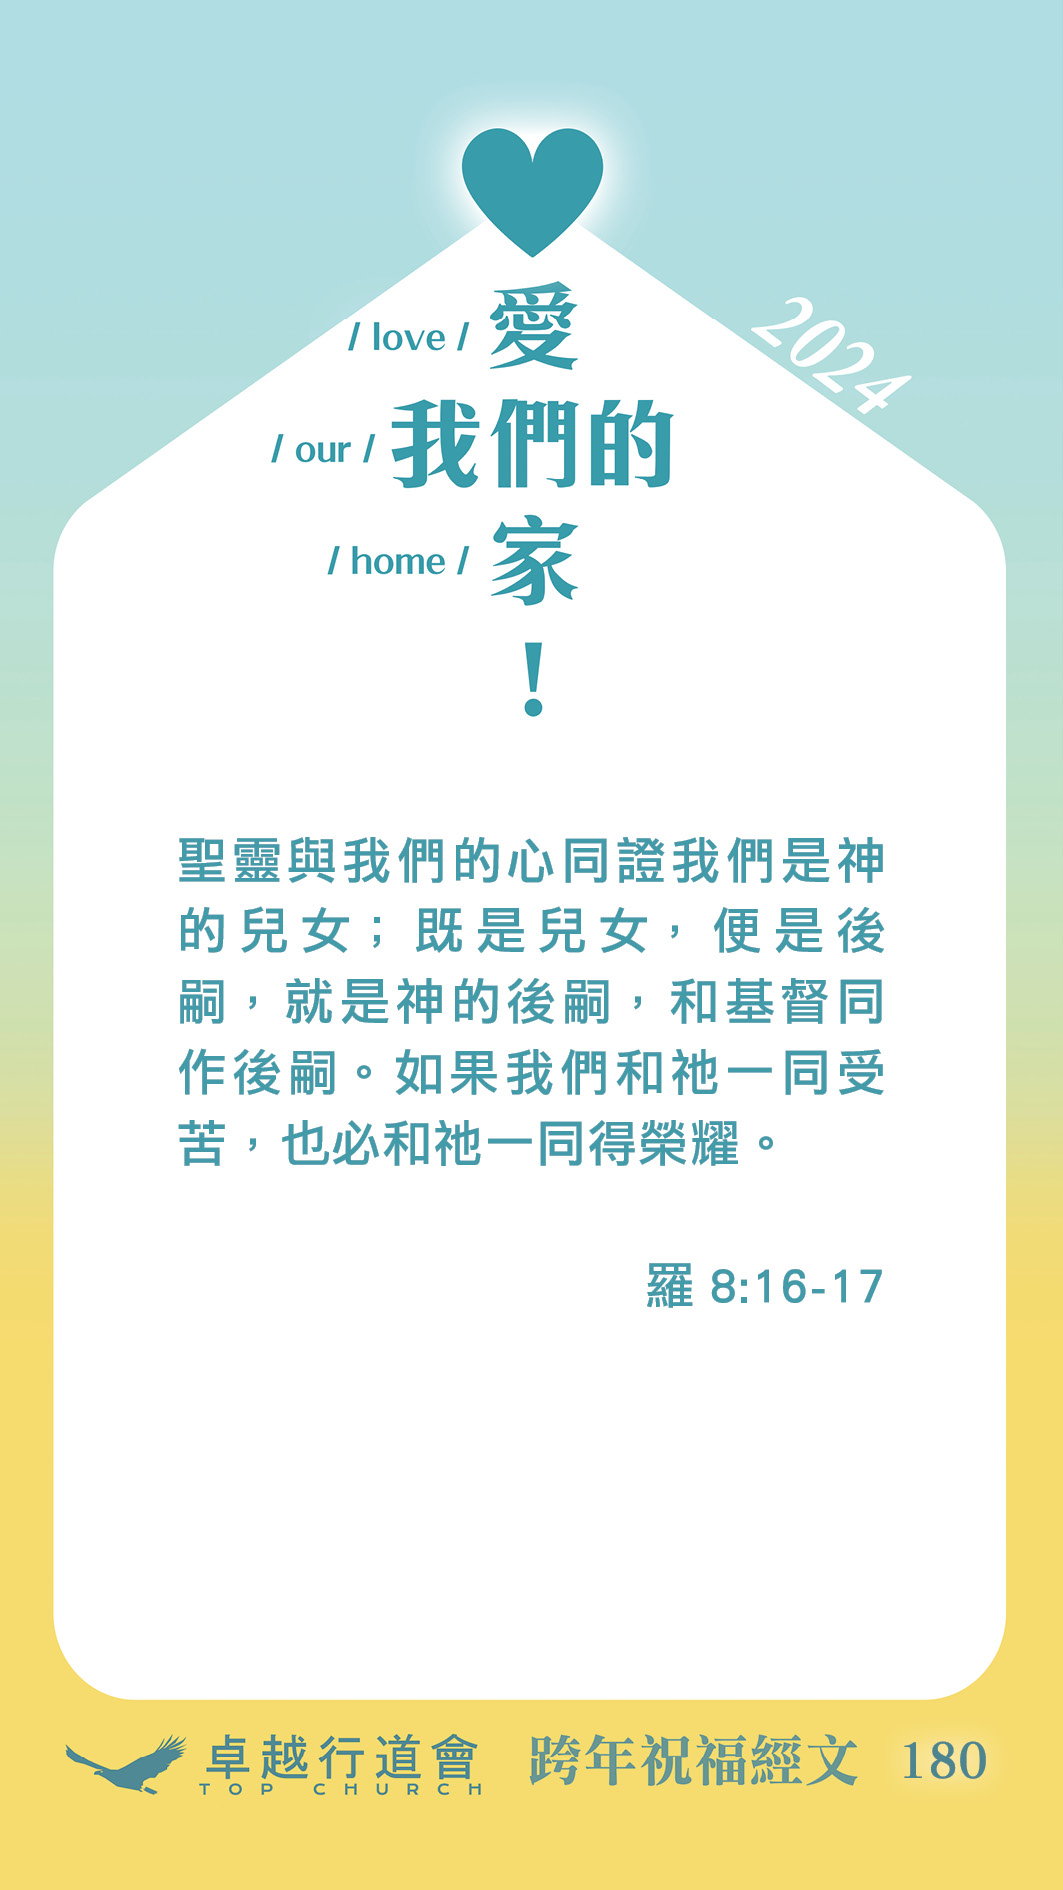 / love / 愛
2024
/ our / 我們的
/ home / 家
!
聖靈與我們的心同證我們是神
的兒女；既是兒女，便是後
嗣，就是神的後嗣，和基督同
作後嗣。如果我們和祂一同受
苦，也必和祂一同得榮耀。
羅 8:16-17
卓越行道會 跨年祝福經文 180
TOP CHURCH